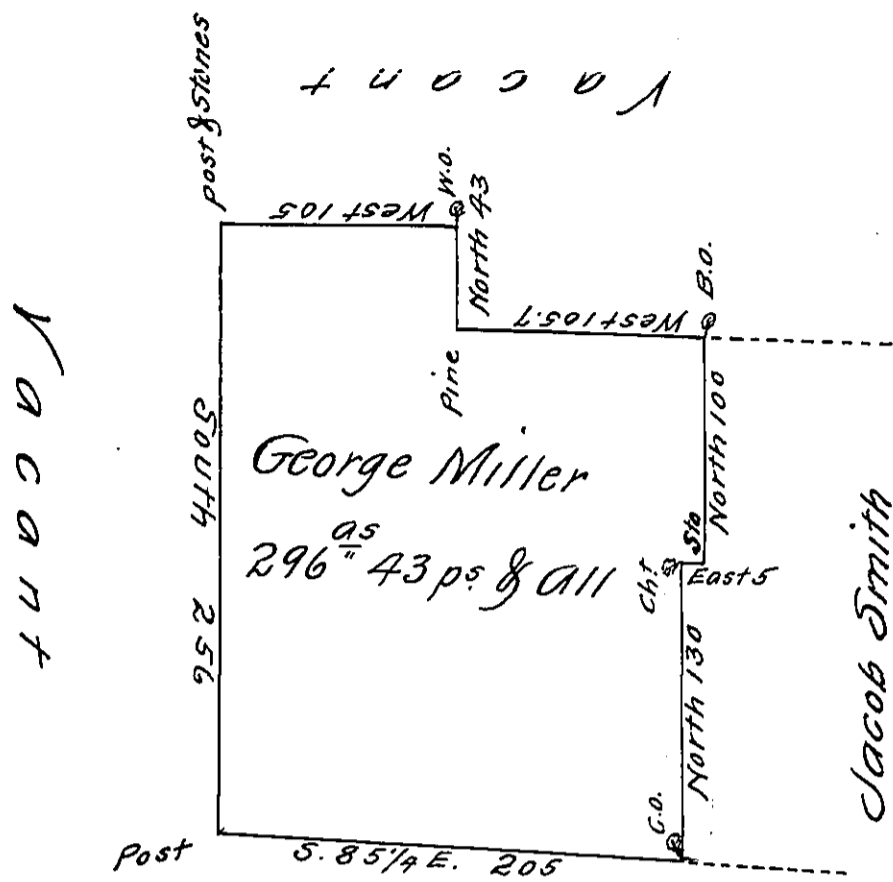 Vacant
post & stones
West 105
W.O.
North 43
West 105.7
B.O.
Pine
North 100
Vacant
South 256
George Miller
296 as 43 ps. & all
Sto
Cht
East 5
North 130
Jacob Smith
C.O.
Post
S. 85 1/4 E. 205